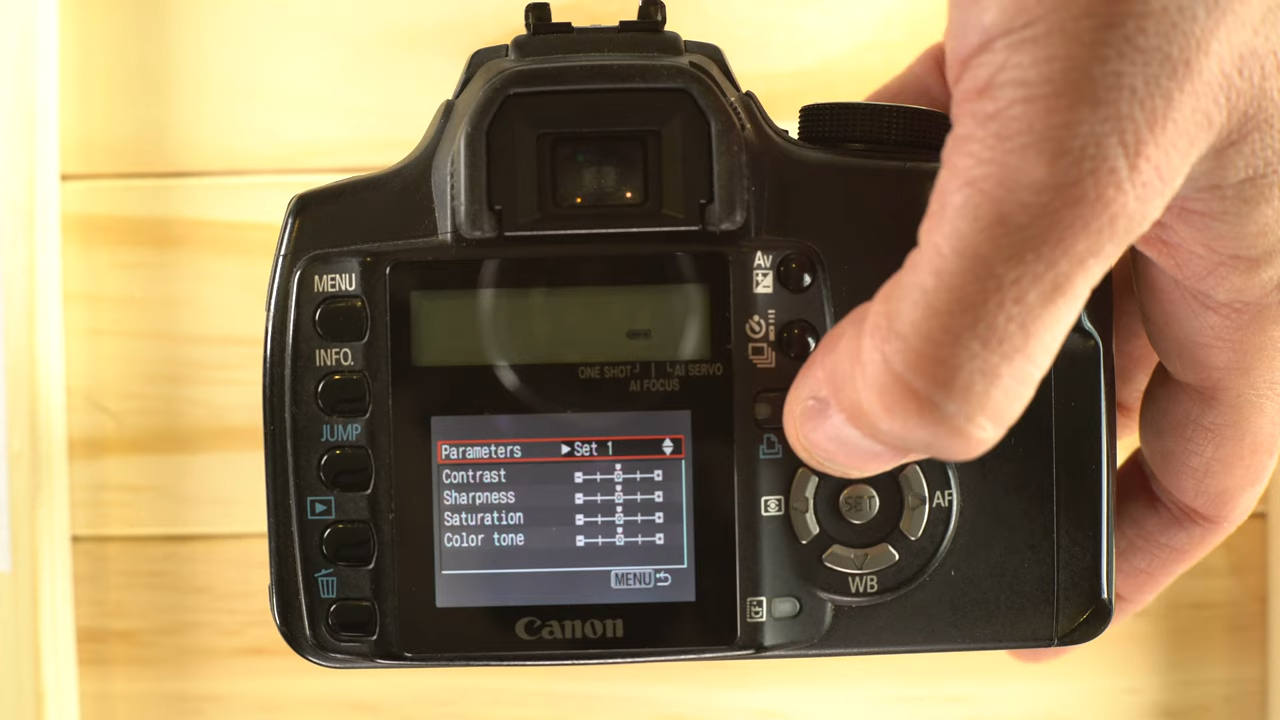 MENU
INFO.
JUMP
Av
ONE SHOT AI SERVO
AI FOCUS
Parameters Set 1
Contrast
Sharpness
Saturation
Color tone
MENU
Canon
SET
AF
WB
CF